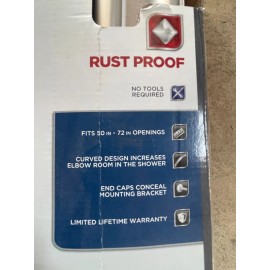 RUST PROOF
NO TOOLS
REQUIRED
FITS 50 IN - 72 IN OPENINGS
CURVED DESIGN INCREASES
ELBOW ROOM IN THE SHOWER
END CAPS CONCEAL
MOUNTING BRACKET
LIMITED LIFETIME WARRANTY